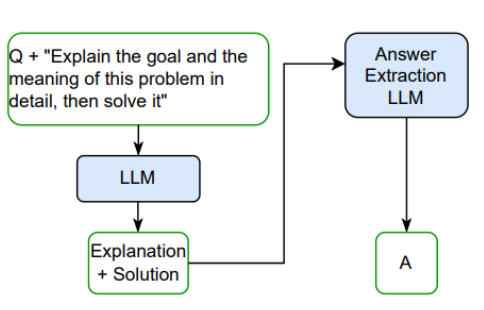 Q + "Explain the goal and the
meaning of this problem in
detail, then solve it"
LLM
Explanation
+ Solution
Answer
Extraction
LLM
A